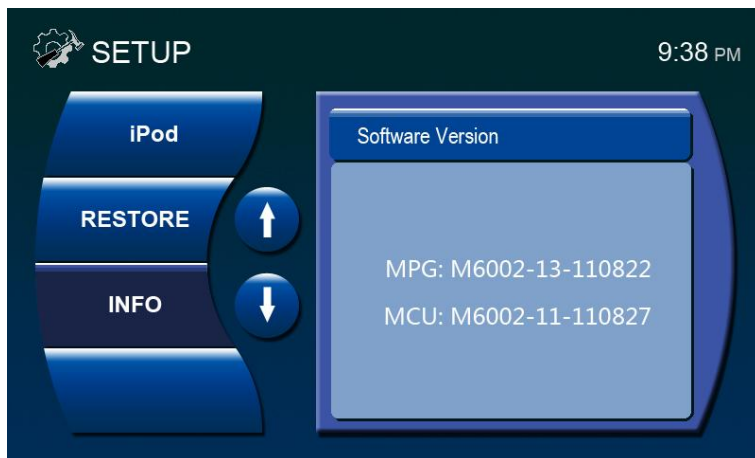 SETUP
9:38 PM
iPod
RESTORE
INFO
Software Version
MPG: M6002-13-110822
MCU: M6002-11-110827